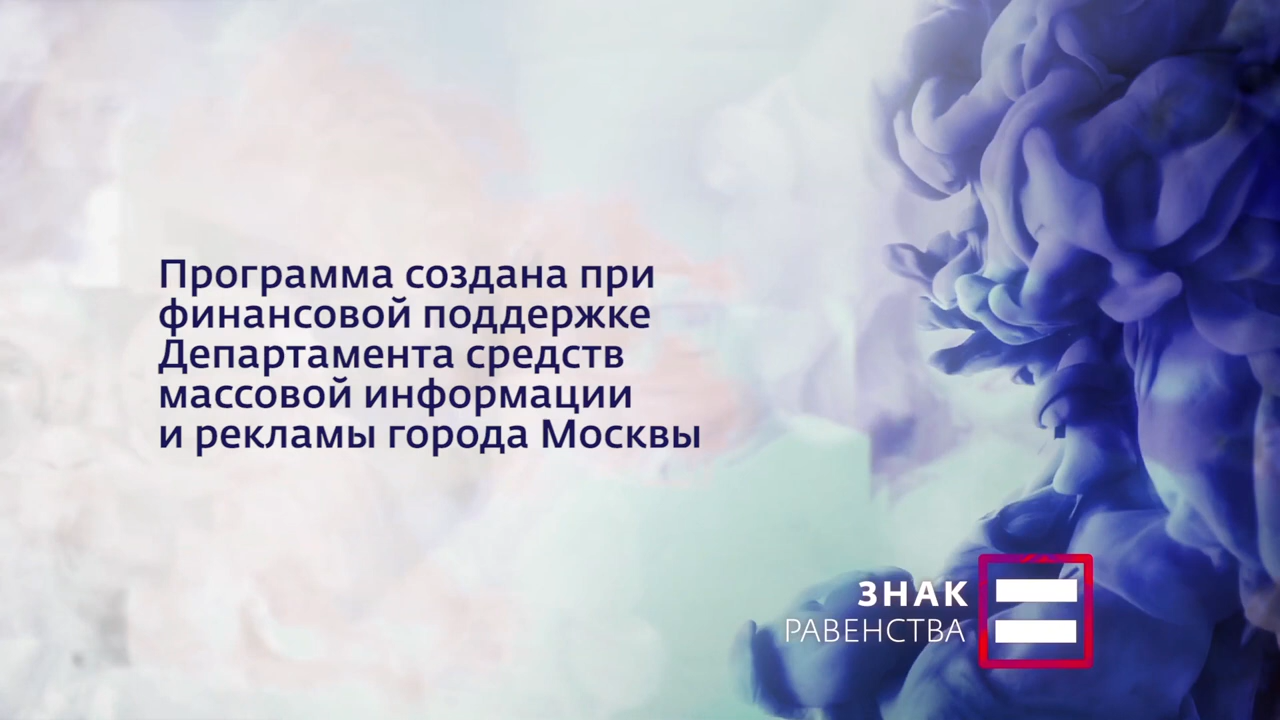 Программа создана при
финансовой поддержке
Департамента средств
массовой информации
и рекламы города Москвы
ЗНАК
РАВЕНСТВА